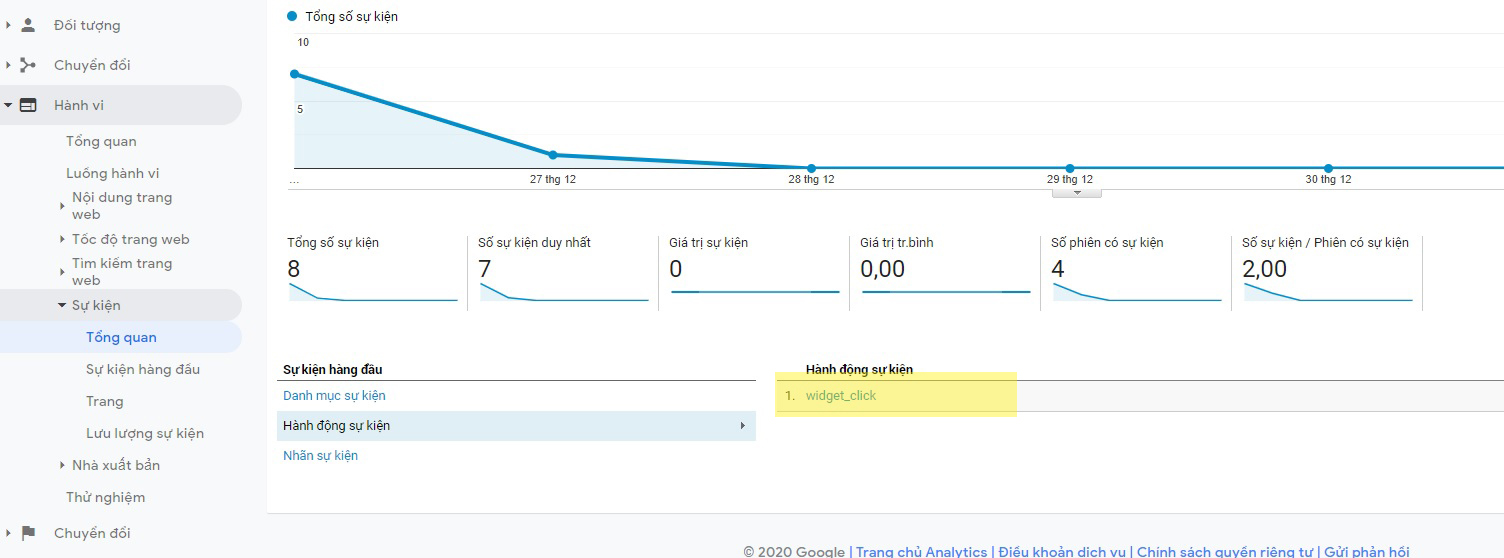 Đối tượng
Chuyển đổi
Hành vi
Tổng quan
Luồng hành vi
Nội dung trang
web
Tốc độ trang web
Tìm kiếm trang
web
Sự kiện
Tổng quan
Sự kiện hàng đầu
Trang
Lưu lượng sự kiện
Nhà xuất bản
Thử nghiệm
Chuyển đổi
Tổng số sự kiện
10
5
... 27 thg 12 28 thg 12 29 thg 12 30 thg 12
Tổng số sự kiện Số sự kiện duy nhất Giá trị sự kiện Giá trị tr.bình Số phiên có sự kiện Số sự kiện / Phiên có sự kiện
8 7 0 0,00 4 2,00
Sự kiện hàng đầu
Danh mục sự kiện
Hành động sự kiện
Nhãn sự kiện
Hành động sự kiện
1. widget_click
© 2020 Google | Trang chủ Analytics | Điều khoản dịch vụ | Chính sách quyền riêng tư | Gửi phản hồi